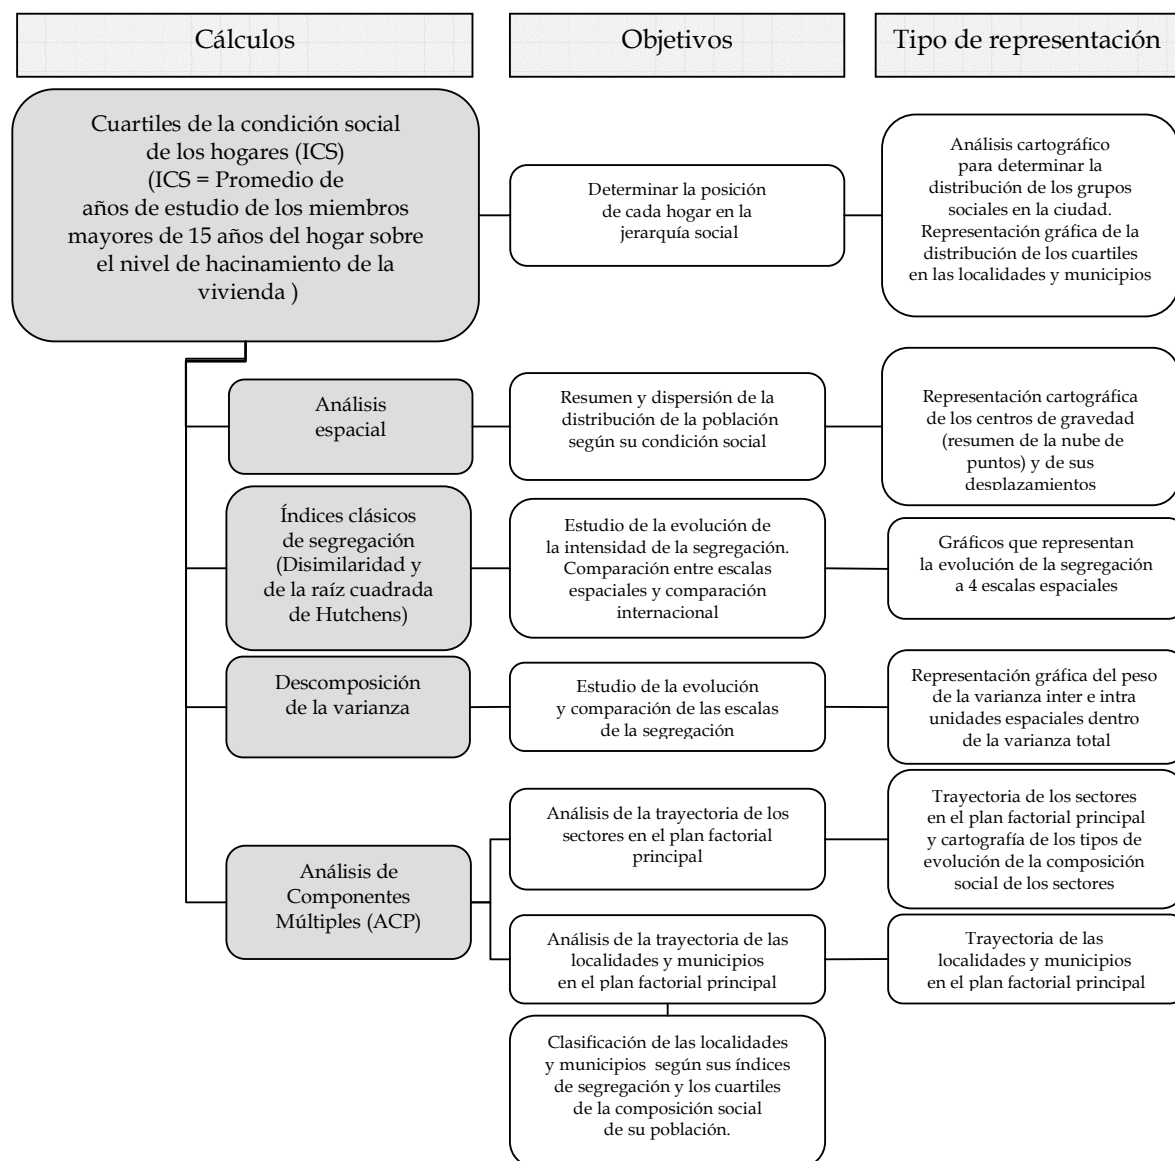 Cálculos
Objetivos
Tipo de representación
Cuartiles de la condición social
de los hogares (ICS)
(ICS = Promedio de
años de estudio de los miembros
mayores de 15 años del hogar sobre
el nivel de hacinamiento de la
vivienda )
Determinar la posición
de cada hogar en la
jerarquía social
Análisis cartográfico
para determinar la
distribución de los grupos
sociales en la ciudad.
Representación gráfica de la
distribución de los cuartiles
en las localidades y municipios
Análisis
espacial
Resumen y dispersión de la
distribución de la población
según su condición social
Representación cartográfica
de los centros de gravedad
(resumen de la nube de
puntos) y de sus
desplazamientos
Índices clásicos
de segregación
(Disimilaridad y
de la raíz cuadrada
de Hutchens)
Estudio de la evolución de
la intensidad de la segregación.
Comparación entre escalas
espaciales y comparación
internacional
Gráficos que representan
la evolución de la segregación
a 4 escalas espaciales
Descomposición
de la varianza
Estudio de la evolución
y comparación de las escalas
de la segregación
Representación gráfica del peso
de la varianza inter e intra
unidades espaciales dentro
de la varianza total
Análisis de
Componentes
Múltiples (ACP)
Análisis de la trayectoria de los
sectores en el plan factorial
principal
Trayectoria de los sectores
en el plan factorial principal
y cartografía de los tipos de
evolución de la composición
social de los sectores
Análisis de la trayectoria de las
localidades y municipios
en el plan factorial principal
Trayectoria de las
localidades y municipios
en el plan factorial principal
Clasificación de las localidades
y municipios según sus índices
de segregación y los cuartiles
de la composición social
de su población.